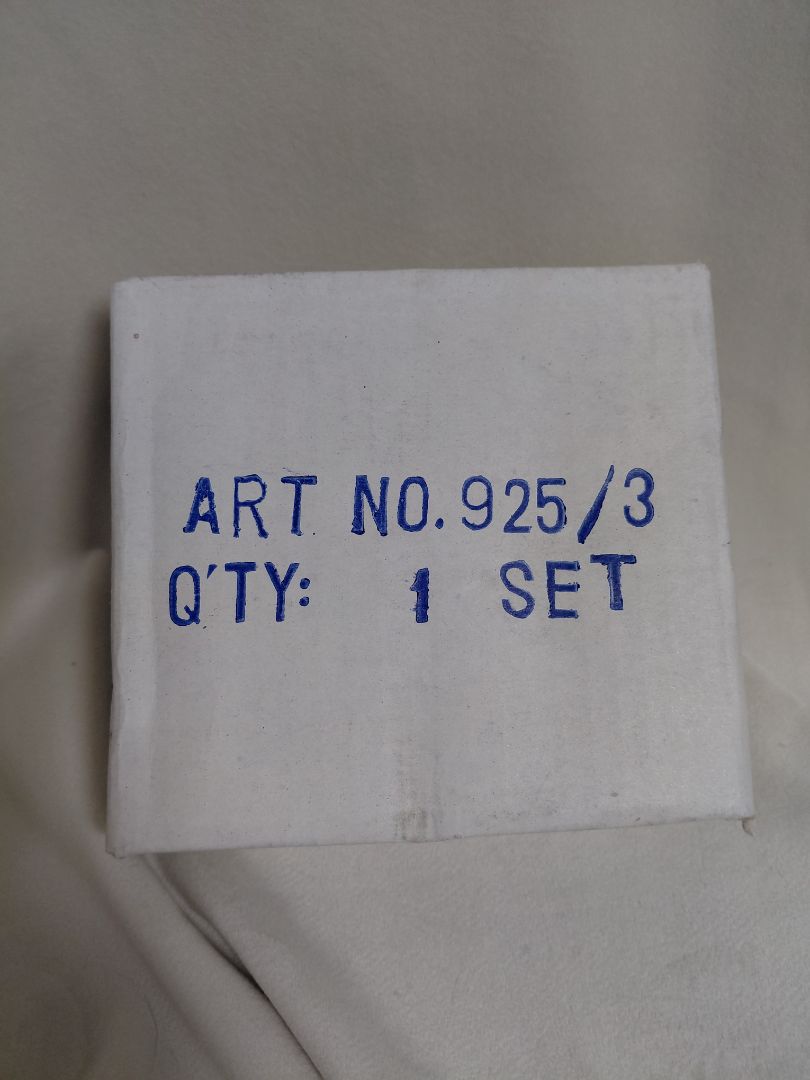 ART NO.925/3
Q'TY: 1 SET